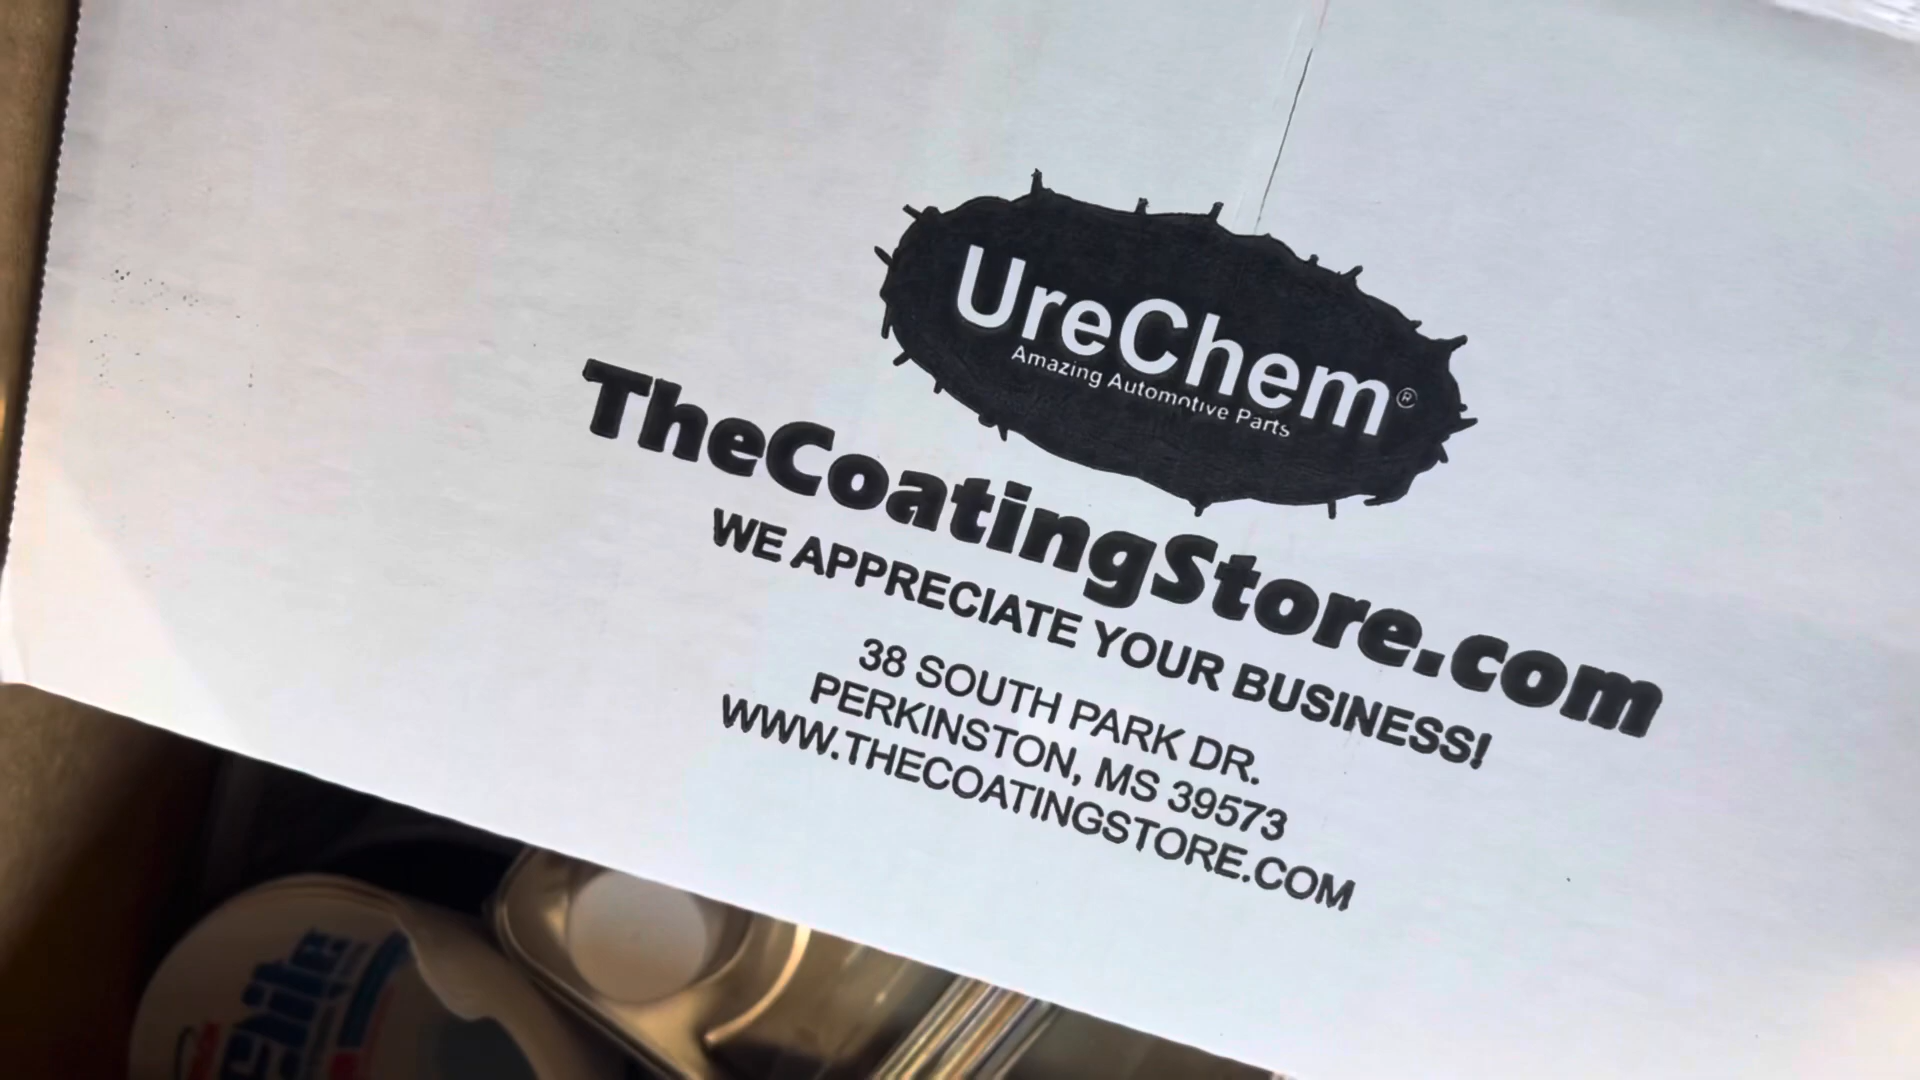 UreChem®
Amazing Automotive Parts
TheCoatingStore.com
WE APPRECIATE YOUR BUSINESS!
38 SOUTH PARK DR.
PERKINSTON, MS 39573
WWW.THECOATINGSTORE.COM